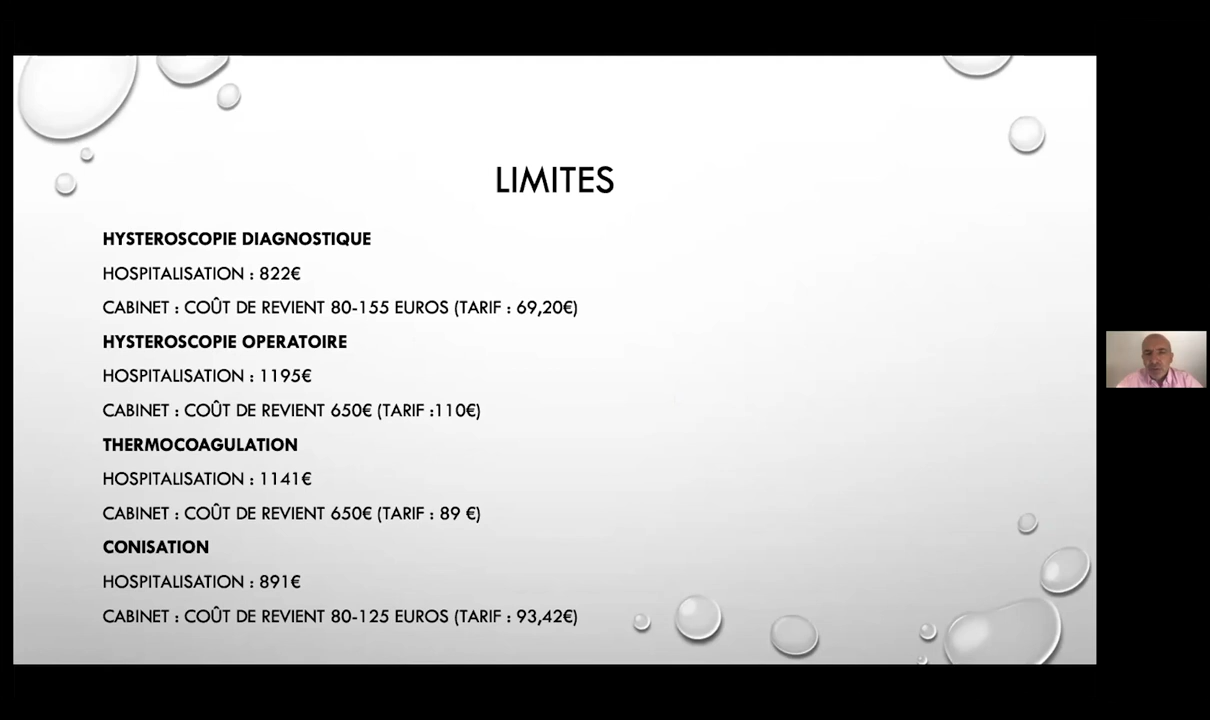 LIMITES
HYSTEROSCOPIE DIAGNOSTIQUE
HOSPITALISATION : 822€
CABINET : COÛT DE REVIENT 80-155 EUROS (TARIF : 69,20€)
HYSTEROSCOPIE OPERATOIRE
HOSPITALISATION : 1195€
CABINET : COÛT DE REVIENT 650€ (TARIF :110€)
THERMOCOAGULATION
HOSPITALISATION : 1141€
CABINET : COÛT DE REVIENT 650€ (TARIF : 89 €)
CONISATION
HOSPITALISATION : 891€
CABINET : COÛT DE REVIENT 80-125 EUROS (TARIF : 93,42€)